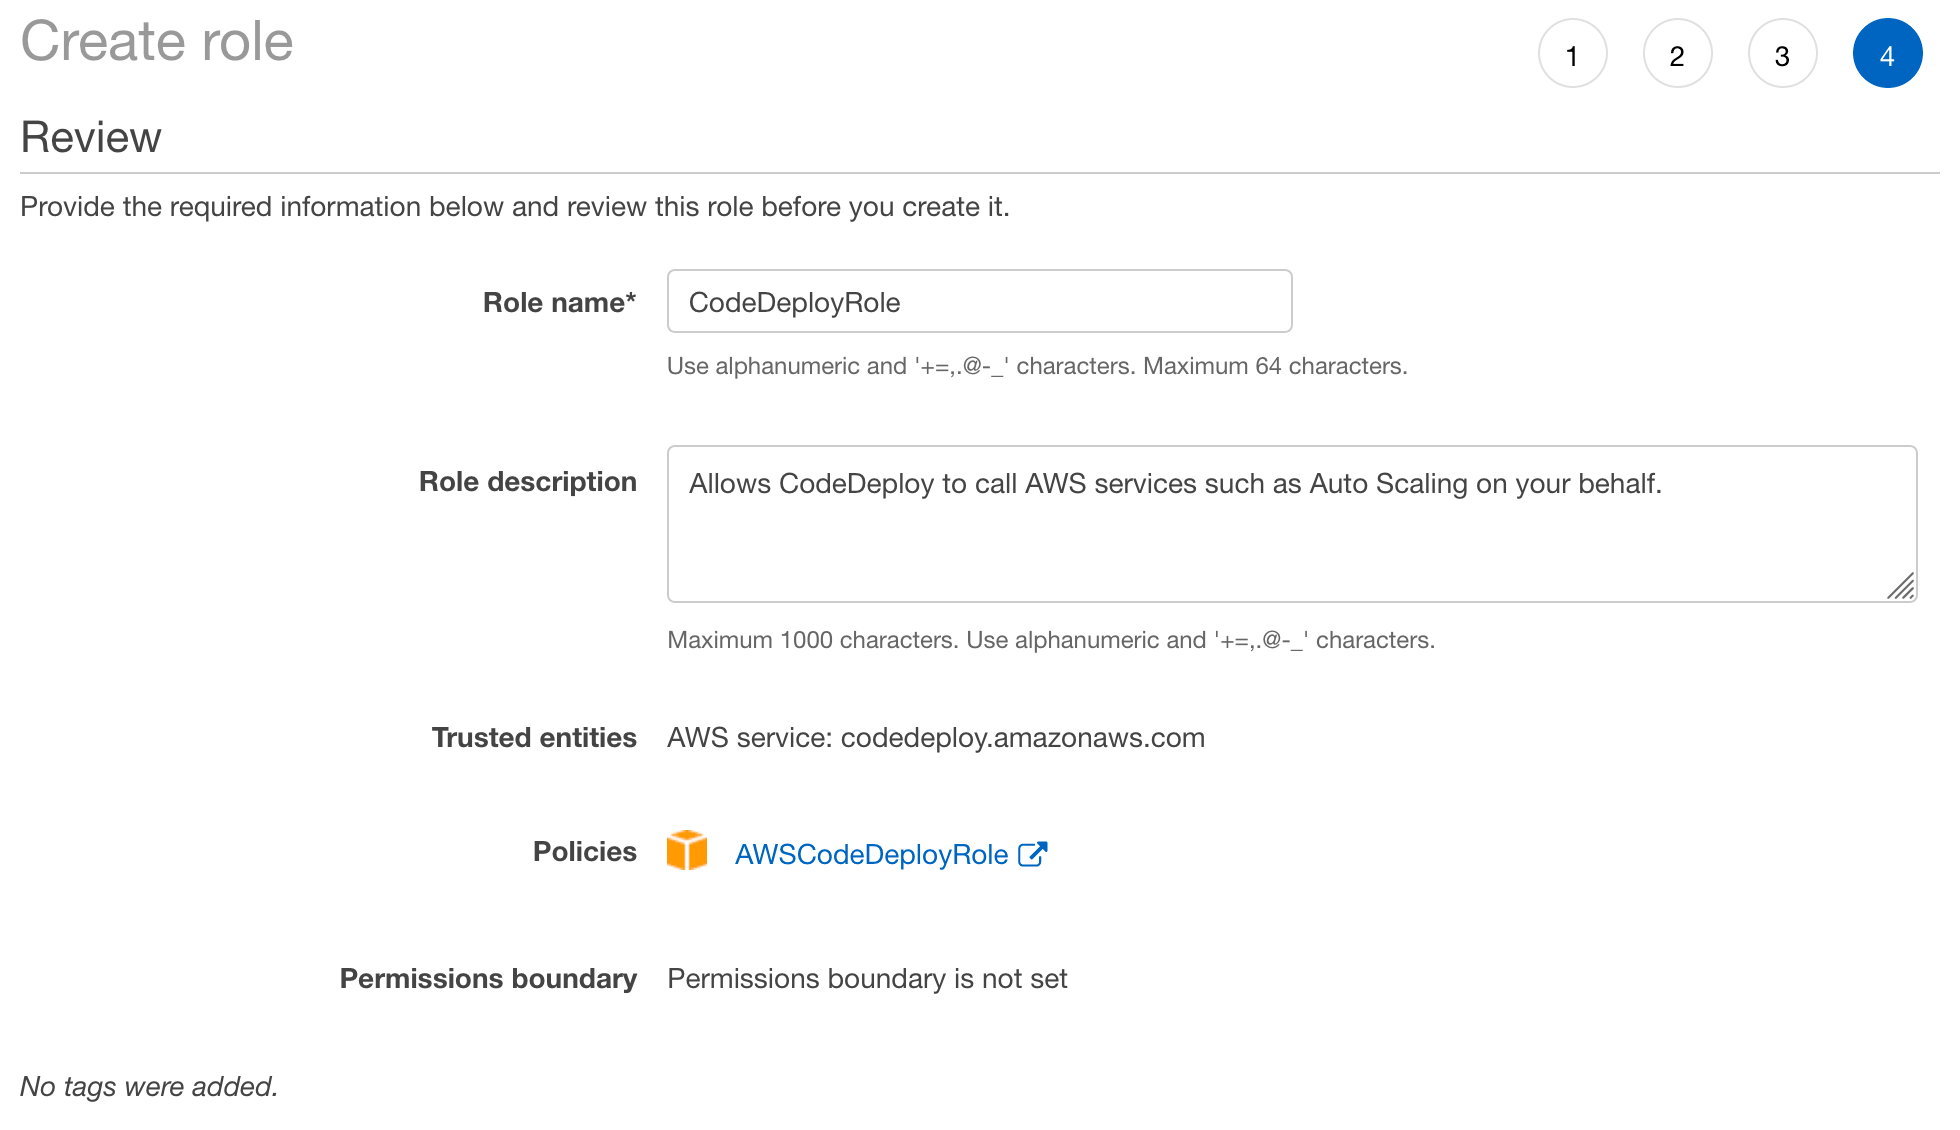 Create role
1 2 3 4
Review
Provide the required information below and review this role before you create it.
Role name* CodeDeployRole
Use alphanumeric and '+=,.@-_' characters. Maximum 64 characters.
Role description Allows CodeDeploy to call AWS services such as Auto Scaling on your behalf.
Maximum 1000 characters. Use alphanumeric and '+=,.@-_' characters.
Trusted entities AWS service: codedeploy.amazonaws.com
Policies AWSCodeDeployRole
Permissions boundary Permissions boundary is not set
No tags were added.